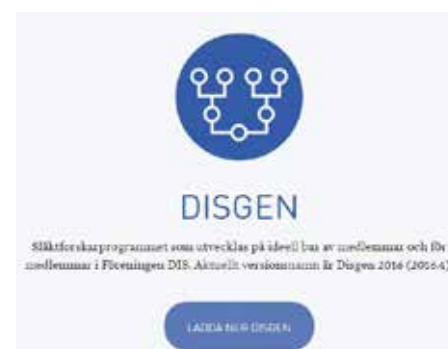 DISGEN
Släktforskarprogrammet som utvecklas på ideell bas av medlemmar och för
medlemmar i Föreningen DIS. Aktuellt versionsnamn är Disgen 2016 (2016.4)
LADDA NER DISGEN